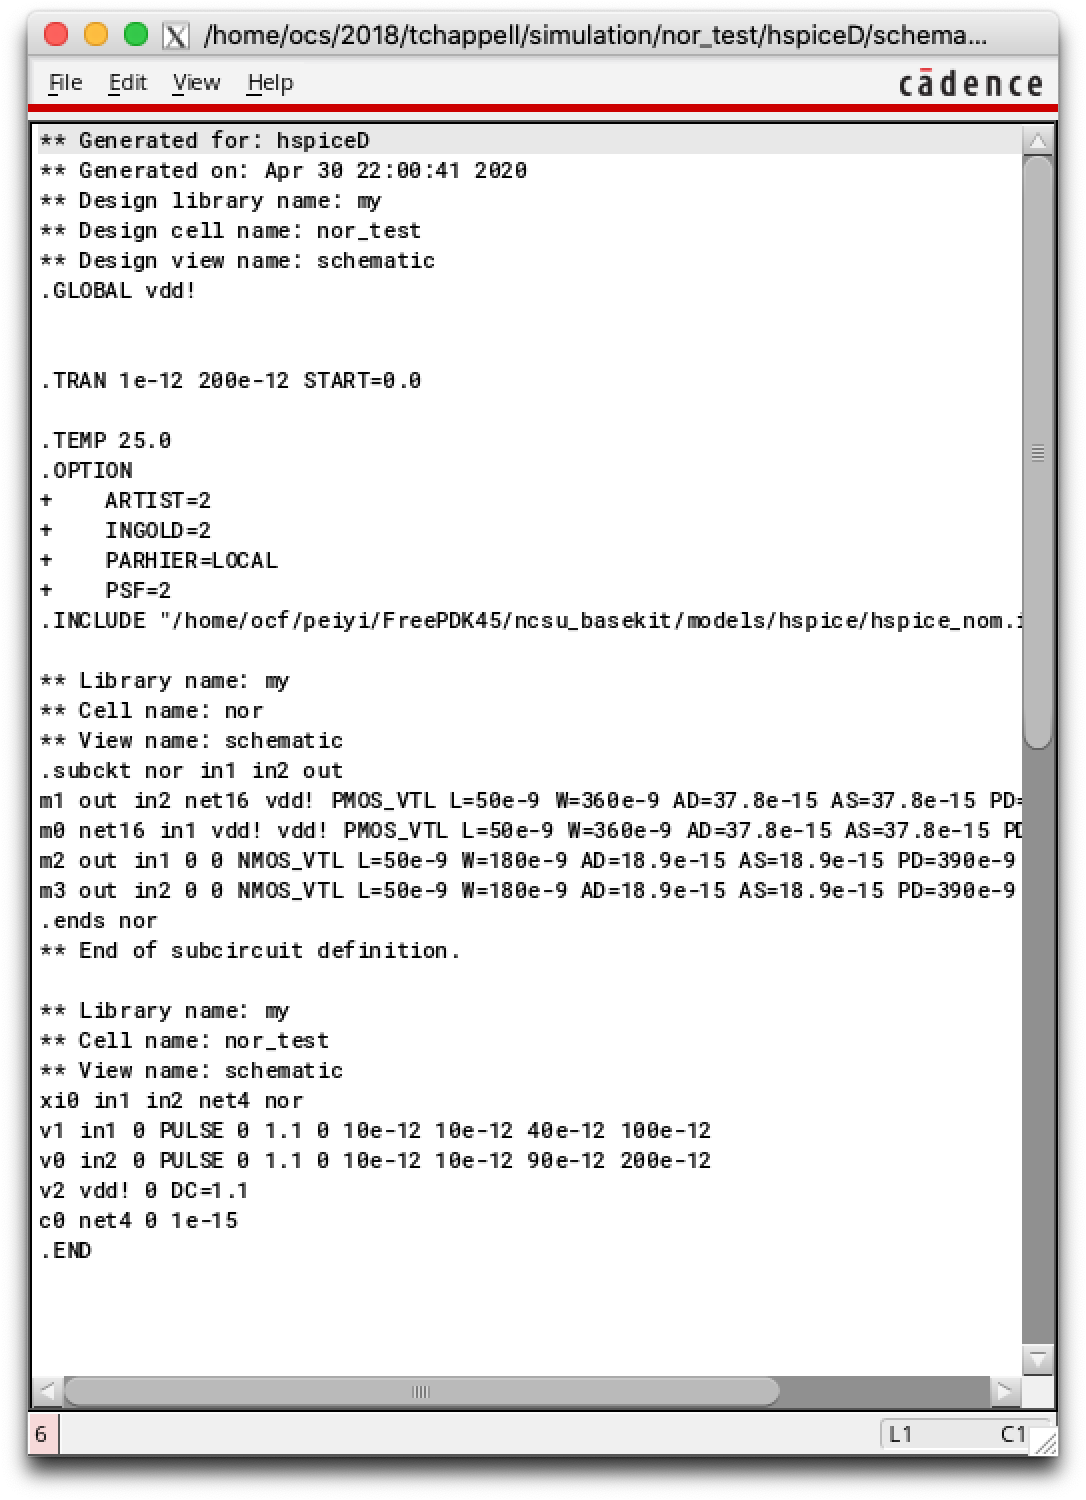 /home/ocs/2018/tchappell/simulation/nor_test/hspiceD/schema...
File Edit View Help cādence
** Generated for: hspiceD
** Generated on: Apr 30 22:00:41 2020
** Design library name: my
** Design cell name: nor_test
** Design view name: schematic
.GLOBAL vdd!
.TRAN 1e-12 200e-12 START=0.0
.TEMP 25.0
.OPTION
+    ARTIST=2
+    INGOLD=2
+    PARHIER=LOCAL
+    PSF=2
.INCLUDE "/home/ocf/peiyi/FreePDK45/ncsu_basekit/models/hspice/hspice_nom.i
** Library name: my
** Cell name: nor
** View name: schematic
.subckt nor in1 in2 out
m1 out in2 net16 vdd! PMOS_VTL L=50e-9 W=360e-9 AD=37.8e-15 AS=37.8e-15 PD=
m0 net16 in1 vdd! vdd! PMOS_VTL L=50e-9 W=360e-9 AD=37.8e-15 AS=37.8e-15 PD
m2 out in1 0 0 NMOS_VTL L=50e-9 W=180e-9 AD=18.9e-15 AS=18.9e-15 PD=390e-9
m3 out in2 0 0 NMOS_VTL L=50e-9 W=180e-9 AD=18.9e-15 AS=18.9e-15 PD=390e-9
.ends nor
** End of subcircuit definition.
** Library name: my
** Cell name: nor_test
** View name: schematic
xi0 in1 in2 net4 nor
v1 in1 0 PULSE 0 1.1 0 10e-12 10e-12 40e-12 100e-12
v0 in2 0 PULSE 0 1.1 0 10e-12 10e-12 90e-12 200e-12
v2 vdd! 0 DC=1.1
c0 net4 0 1e-15
.END
6 L1 C1